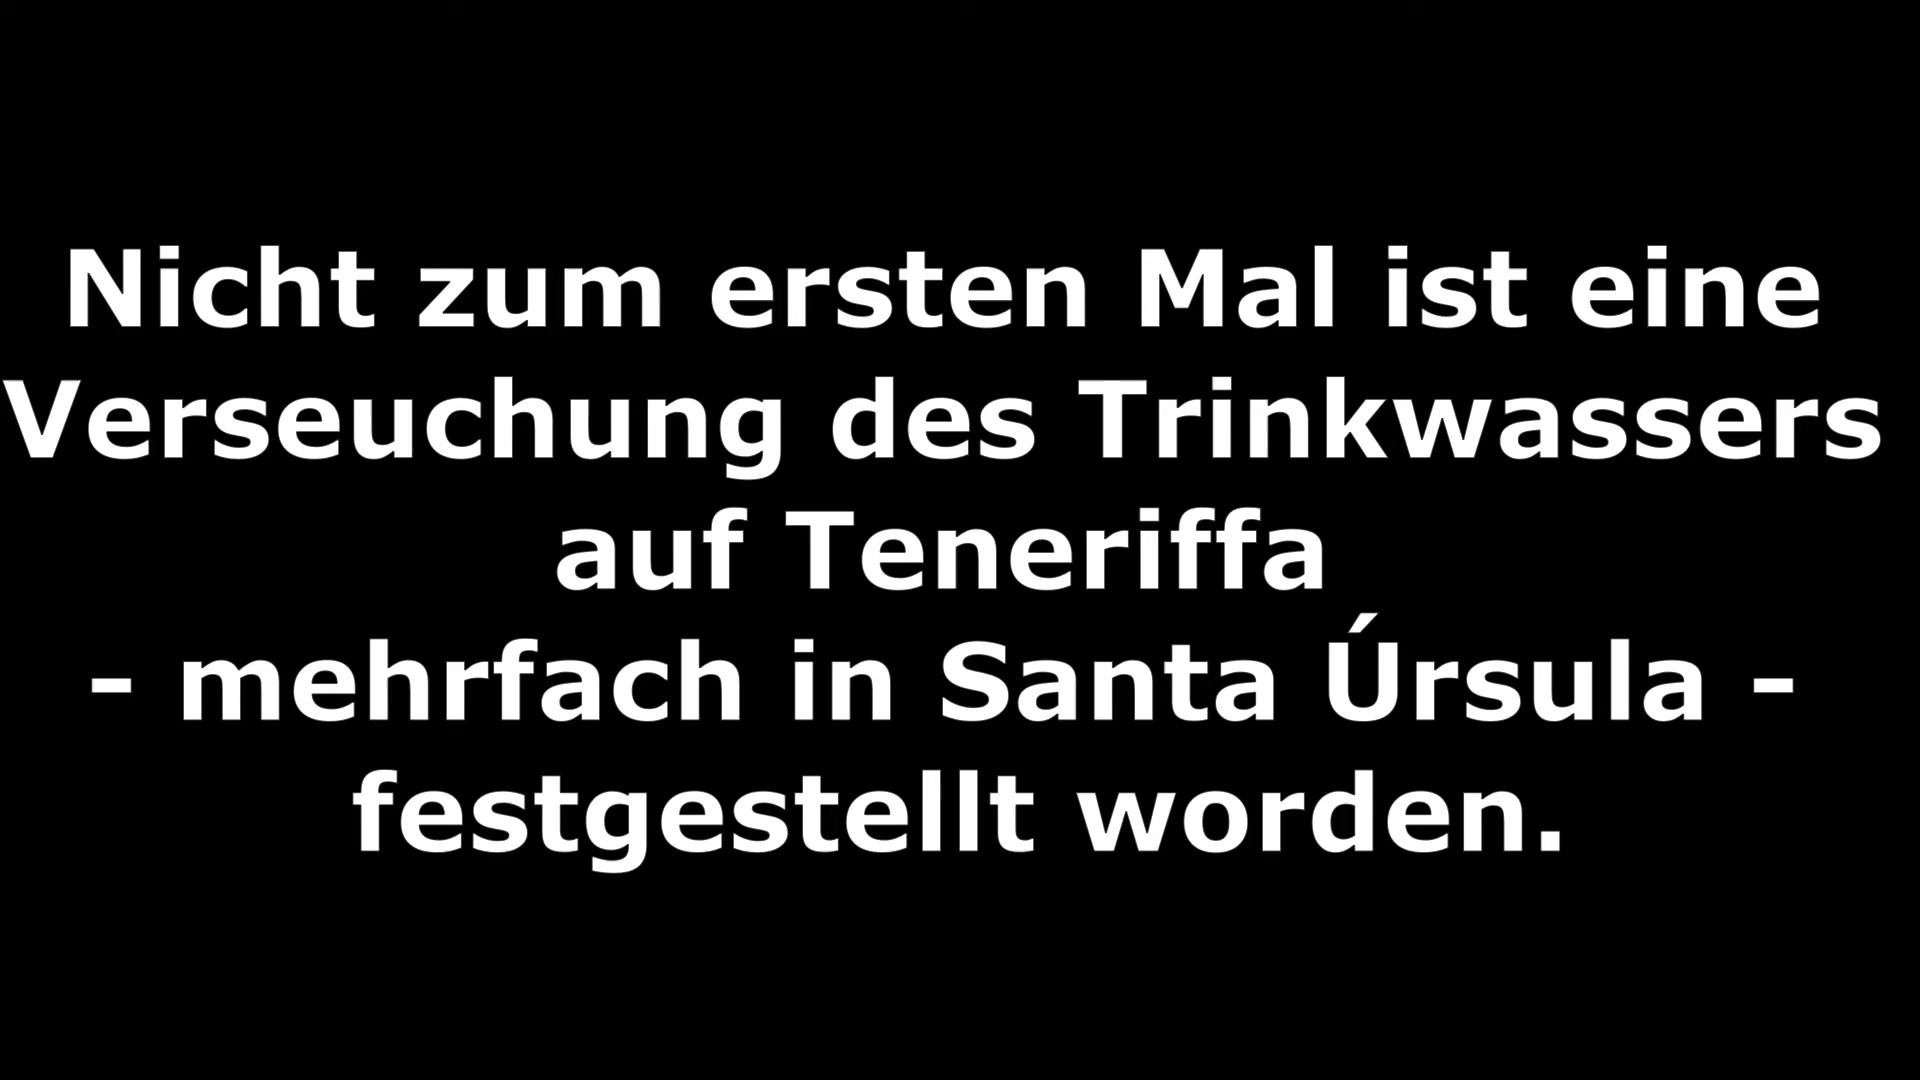 Nicht zum ersten Mal ist eine
Verseuchung des Trinkwassers
auf Teneriffa
- mehrfach in Santa Úrsula -
festgestellt worden.